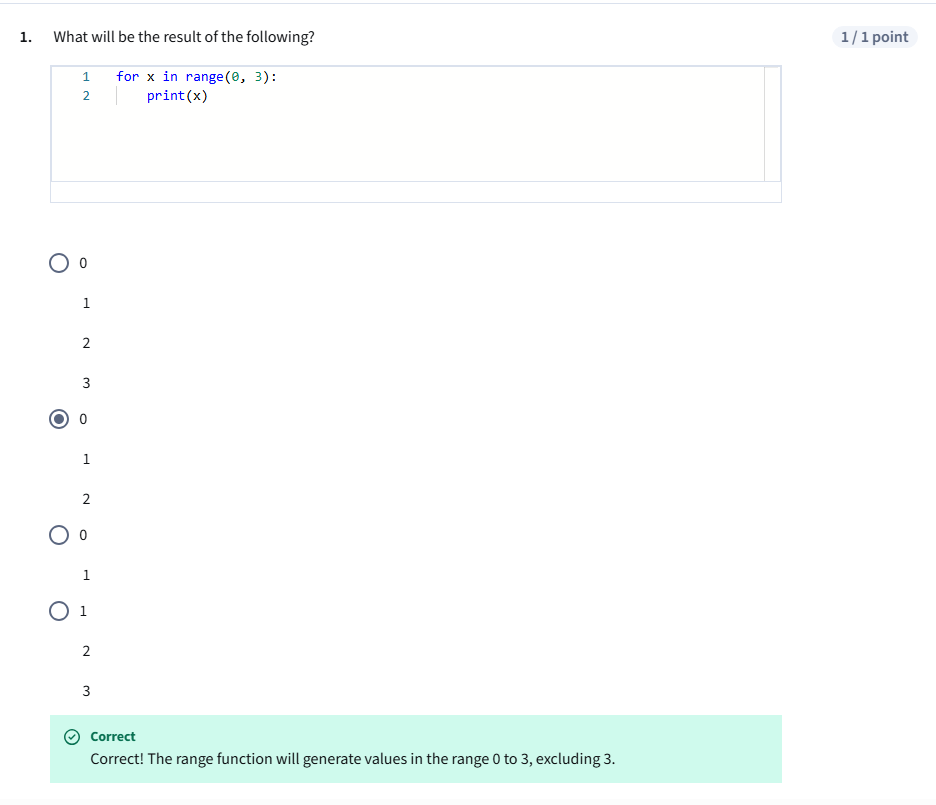 1. What will be the result of the following?
1 / 1 point
1 for x in range(0, 3):
2     print(x)
0
1
2
3
0
1
2
0
1
1
2
3
Correct
Correct! The range function will generate values in the range 0 to 3, excluding 3.